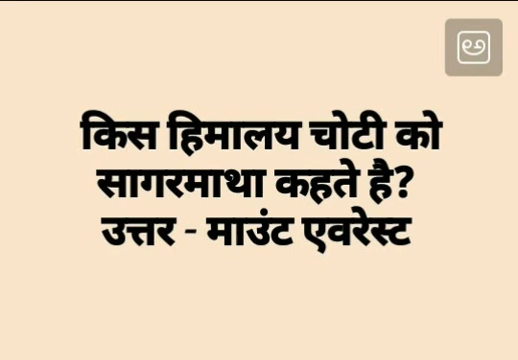 किस हिमालय चोटी को
सागरमाथा कहते है?
उत्तर - माउंट एवरेस्ट